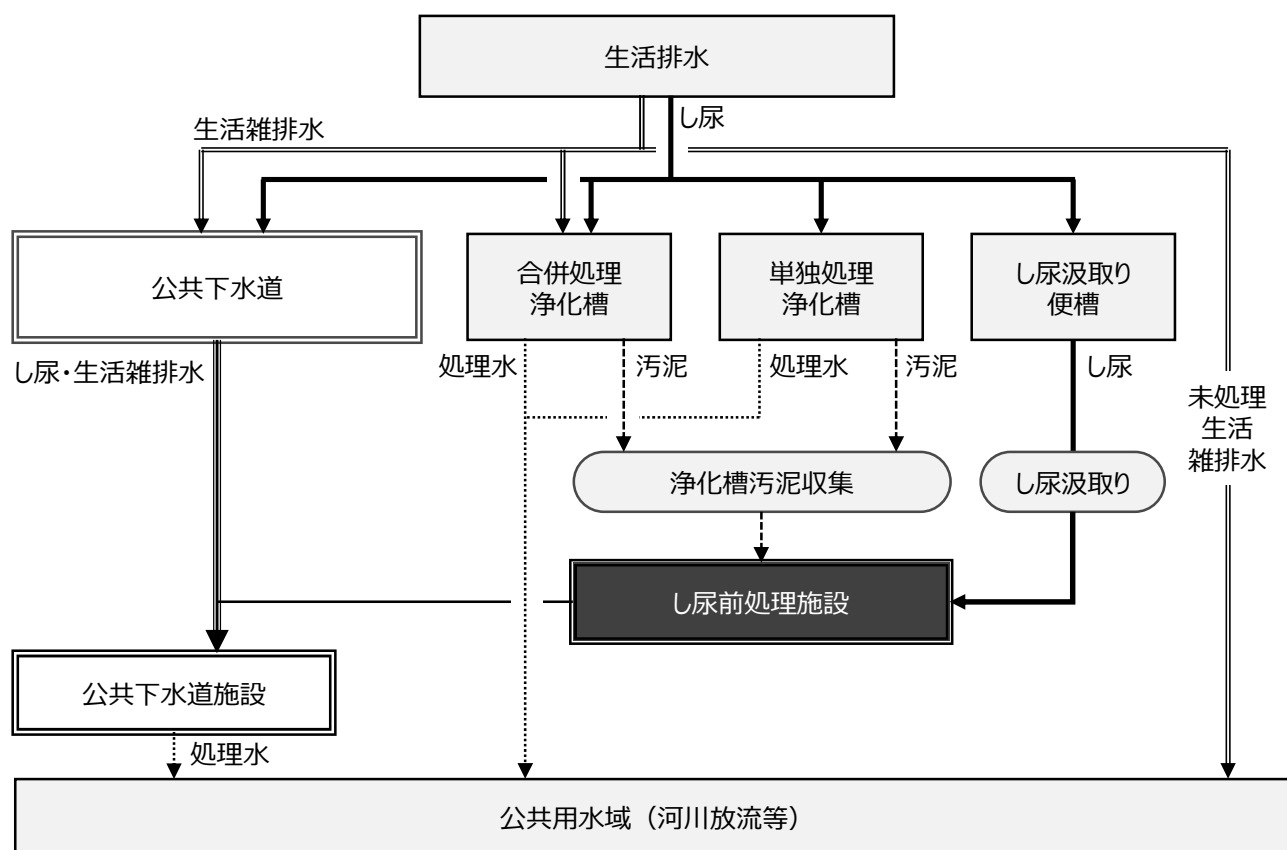 生活排水
し尿
生活雑排水
公共下水道
合併処理
浄化槽
単独処理
浄化槽
し尿汲取り
便槽
し尿・生活雑排水
処理水
汚泥
処理水
汚泥
し尿
未処理
生活
雑排水
浄化槽汚泥収集
し尿汲取り
し尿前処理施設
公共下水道施設
処理水
公共用水域（河川放流等）